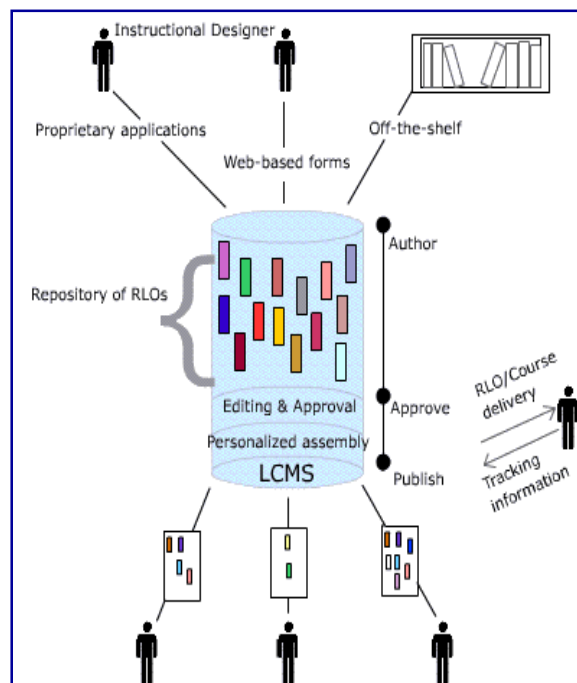 Instructional Designer
Proprietary applications
Off-the-shelf
Web-based forms
Author
Repository of RLOs
RLO/Course
delivery
Editing & Approval
Approve
Personalized assembly
LCMS
Publish
Tracking
information